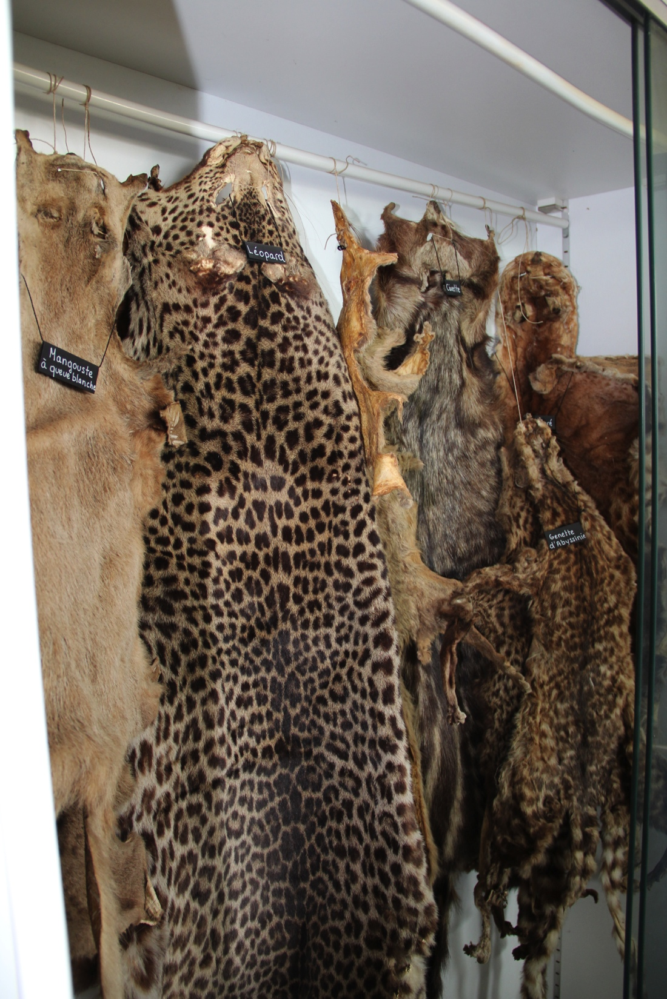 Mangouste
à queue blanche
Léopard
Civette
Genette
d'Abyssinie